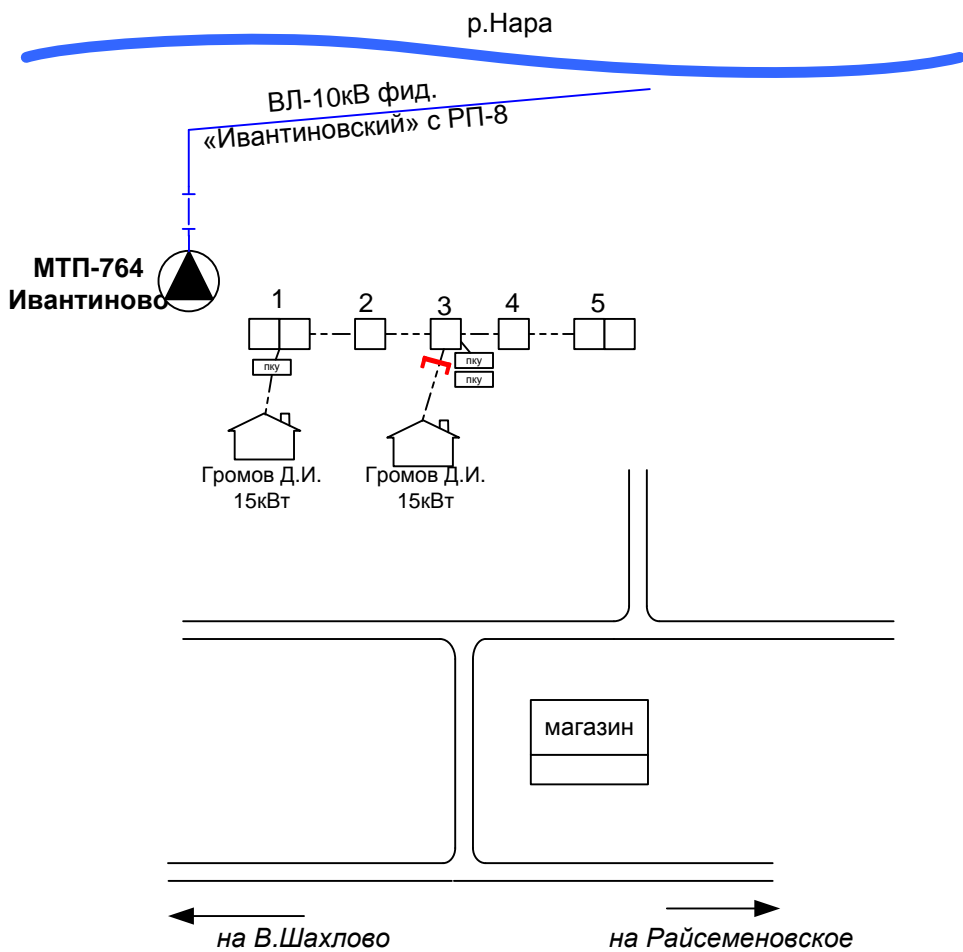 р.Нара
ВЛ-10кВ фид.
«Ивантиновский» с РП-8
МТП-764
Ивантиново
1
2
3
4
5
пку
пку
пку
Громов Д.И.
15кВт
Громов Д.И.
15кВт
магазин
на В.Шахлово
на Райсеменовское